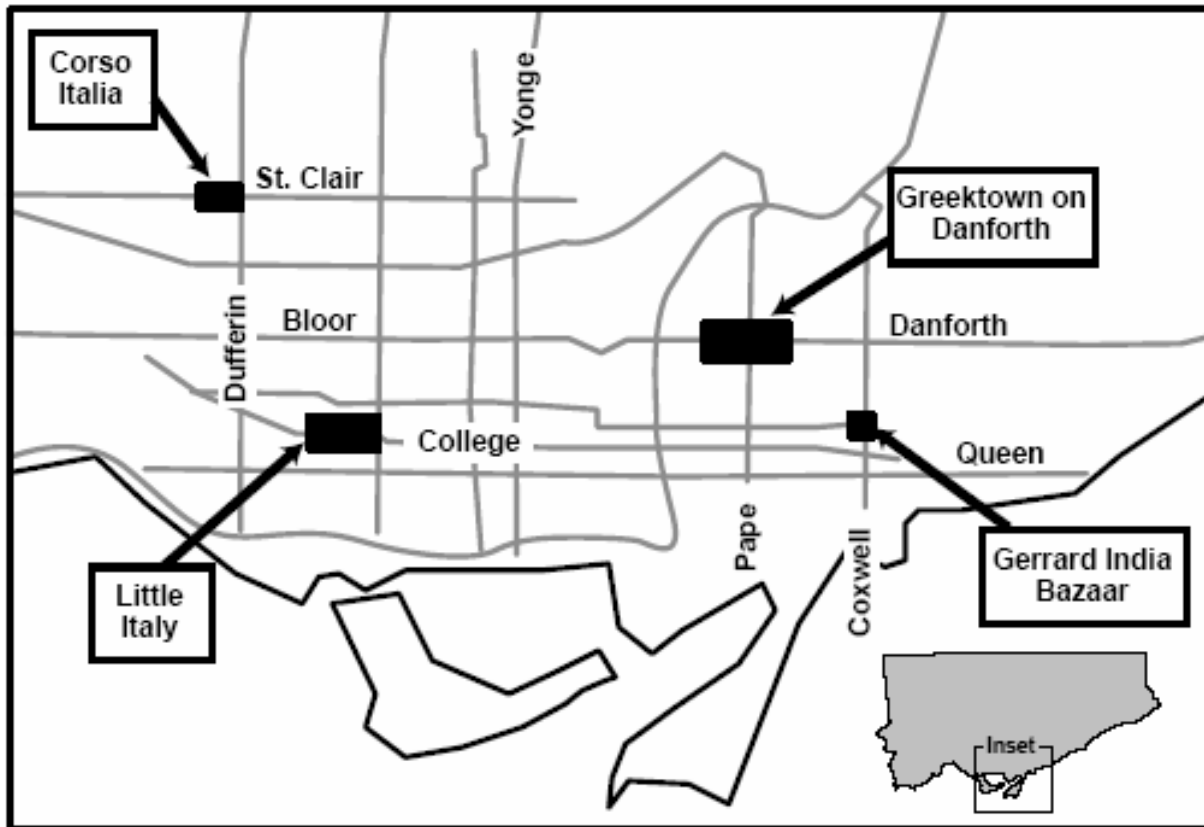 Corso
Italia
Yonge
St. Clair
Greektown on
Danforth
Dufferin
Bloor
Danforth
College
Queen
Pape
Coxwell
Little
Italy
Gerrard India
Bazaar
Inset